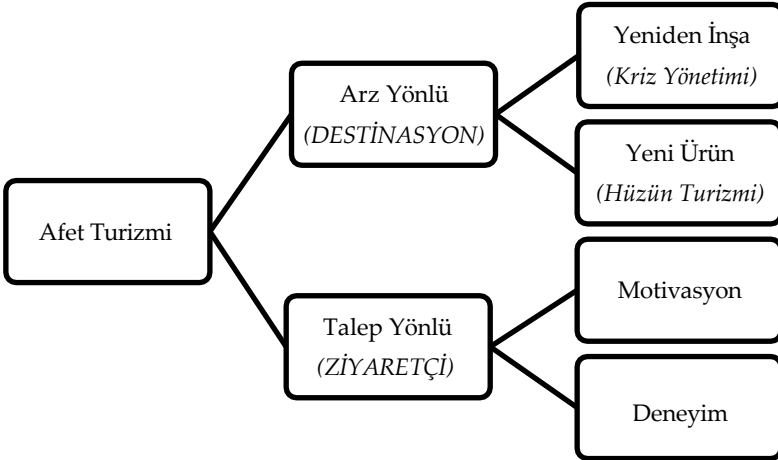 Afet Turizmi
Arz Yönlü
(DESTİNASYON)
Yeniden İnşa
(Kriz Yönetimi)
Yeni Ürün
(Hüzün Turizmi)
Talep Yönlü
(ZİYARETÇİ)
Motivasyon
Deneyim